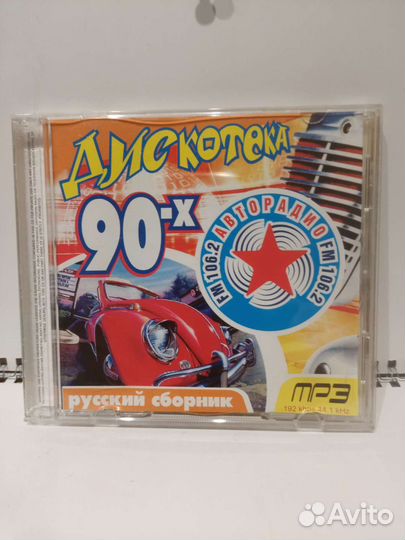 Дискотека
90-х
АВТОРАДИО
FM 106.2
FM 106.2
русский сборник
MP3
192 kbps 44.1 kHz
Avito